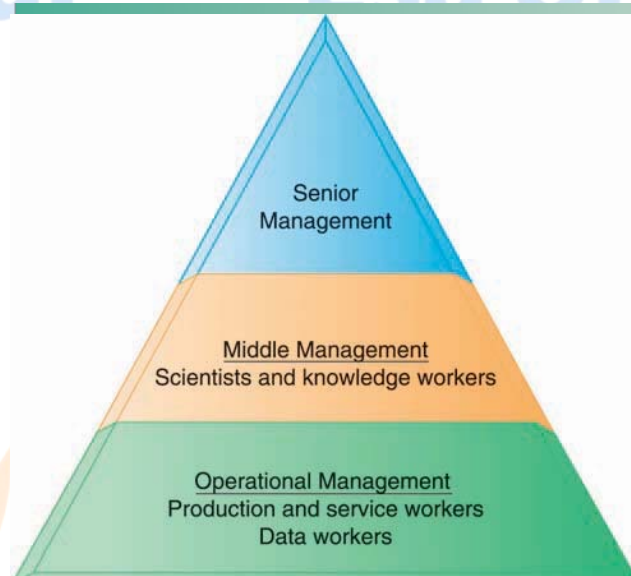 Senior
Management
Middle Management
Scientists and knowledge workers
Operational Management
Production and service workers
Data workers